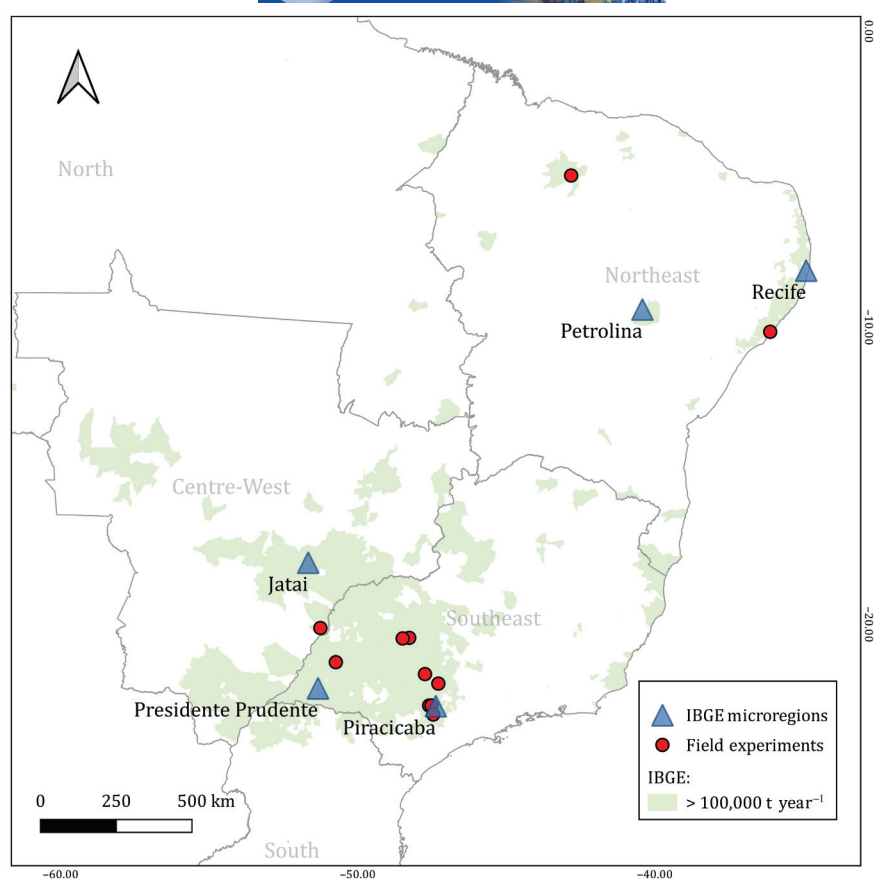 0.00
North
Northeast
Recife
Petrolina
−10.00
Centre-West
Jatai
Southeast
−20.00
Presidente Prudente
Piracicaba
IBGE microregions
Field experiments
IBGE:
> 100,000 t year⁻¹
0 250 500 km
South
−60.00 −50.00 −40.00